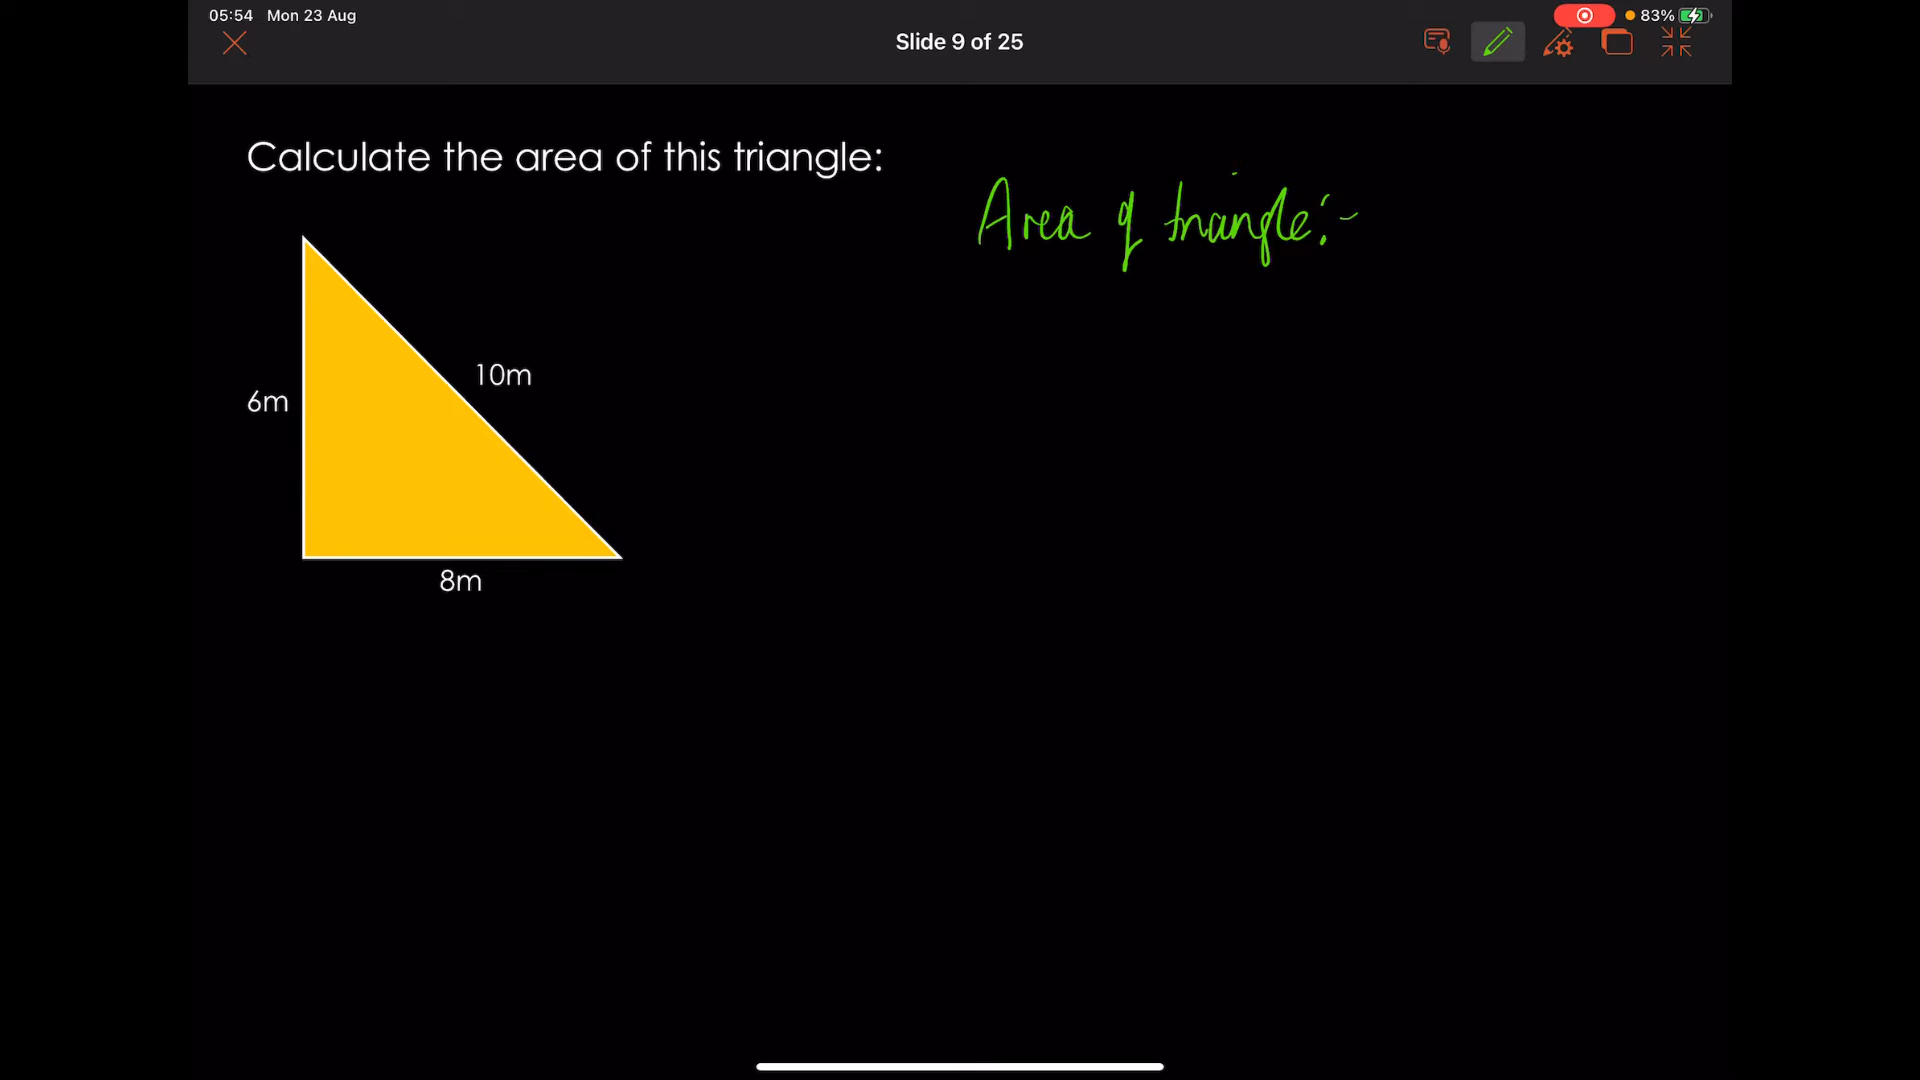 05:54 Mon 23 Aug
83%
Slide 9 of 25
Calculate the area of this triangle:
Area of triangle:-
10m
6m
8m